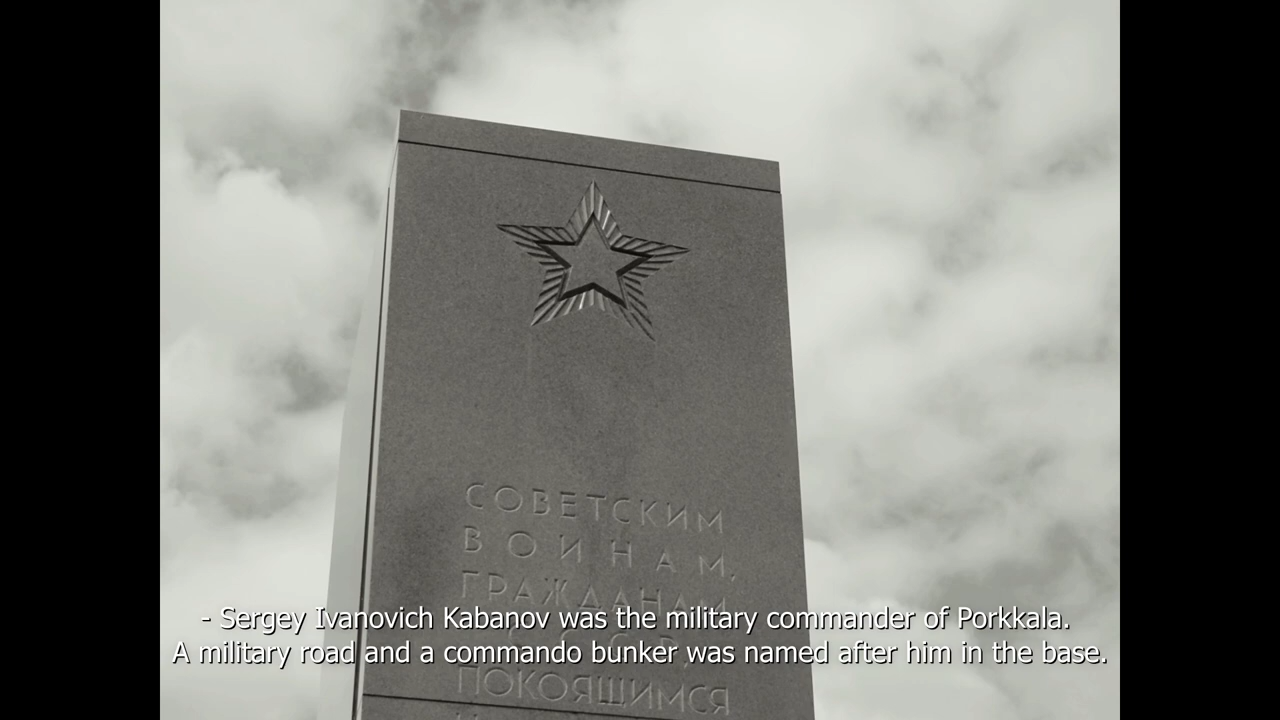 СОВЕТСКИМ
ВОИНАМ,
ГРАЖДАНАМ
СССР,
ПОКОЯЩИМСЯ
- Sergey Ivanovich Kabanov was the military commander of Porkkala.
A military road and a commando bunker was named after him in the base.